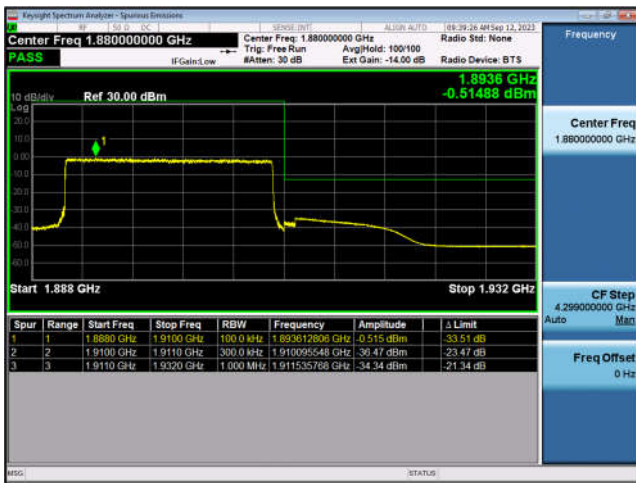 Keysight Spectrum Analyzer - Spurious Emissions
RF 50 Ω DC SENSE:INT ALIGN AUTO 09:39:26 AM Sep 12, 2023
Center Freq 1.880000000 GHz
Center Freq: 1.880000000 GHz
Radio Std: None
Trig: Free Run
Avg|Hold: 100/100
PASS
IFGain:Low
#Atten: 30 dB
Ext Gain: -14.00 dB
Radio Device: BTS
Frequency
1.8936 GHz
-0.51488 dBm
10 dB/div
Ref 30.00 dBm
Log
20.0
10.0
0.00
-10.0
-20.0
-30.0
-40.0
-50.0
-60.0
1
Start 1.888 GHz
Stop 1.932 GHz
Center Freq
1.880000000 GHz
CF Step
4.299000000 GHz
Auto Man
Freq Offset
0 Hz
Spur Range Start Freq Stop Freq RBW Frequency Amplitude Δ Limit
1 1 1.8880 GHz 1.9100 GHz 100.0 kHz 1.893612806 GHz -0.515 dBm -33.51 dB
2 2 1.9100 GHz 1.9110 GHz 300.0 kHz 1.910095548 GHz -36.47 dBm -23.47 dB
3 3 1.9110 GHz 1.9320 GHz 1.000 MHz 1.911535768 GHz -34.34 dBm -21.34 dB
MSG
STATUS